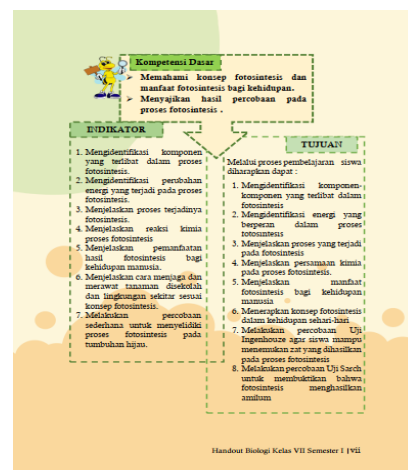 Kompetensi Dasar
➤ Memahami konsep fotosintesis dan
manfaat fotosintesis bagi kehidupan.
➤ Menyajikan hasil percobaan pada
proses fotosintesis .
INDIKATOR
1. Mengidentifikasi komponen
yang terlibat dalam proses
fotosintesis.
2. Mengidentifikasi perubahan
energi yang terjadi pada proses
fotosintesis.
3. Menjelaskan proses terjadinya
fotosintesis.
4. Menjelaskan reaksi kimia
proses fotosintesis
5. Menjelaskan pemanfaatan
hasil fotosintesis bagi
kehidupan manusia.
6. Menjelaskan cara menjaga dan
merawat tanaman disekolah
dan lingkungan sekitar sesuai
konsep fotosintesis.
7. Melakukan percobaan
sederhana untuk menyelidiki
proses fotosintesis pada
tumbuhan hijau.
TUJUAN
Melalui proses pembelajaran siswa
diharapkan dapat :
1. Mengidentifikasi komponen-
komponen yang terlibat dalam
fotosintesis
2. Mengidentifikasi energi yang
berperan dalam proses
fotosintesis
3. Menjelaskan proses yang terjadi
pada fotosintesis
4. Menjelaskan persamaan kimia
pada proses fotosintesis.
5. Menjelaskan manfaat
fotosintesis bagi kehidupan
manusia
6. Menerapkan konsep fotosintesis
dalam kehidupan sehari-hari
7. Melakukan percobaan Uji
Ingenhouze agar siswa mampu
menemukan zat yang dihasilkan
pada proses fotosintesis
8. Melakukan percobaan Uji Sarch
untuk membuktikan bahwa
fotosintesis menghasilkan
amilum
Handout Biologi Kelas VII Semester I | vii